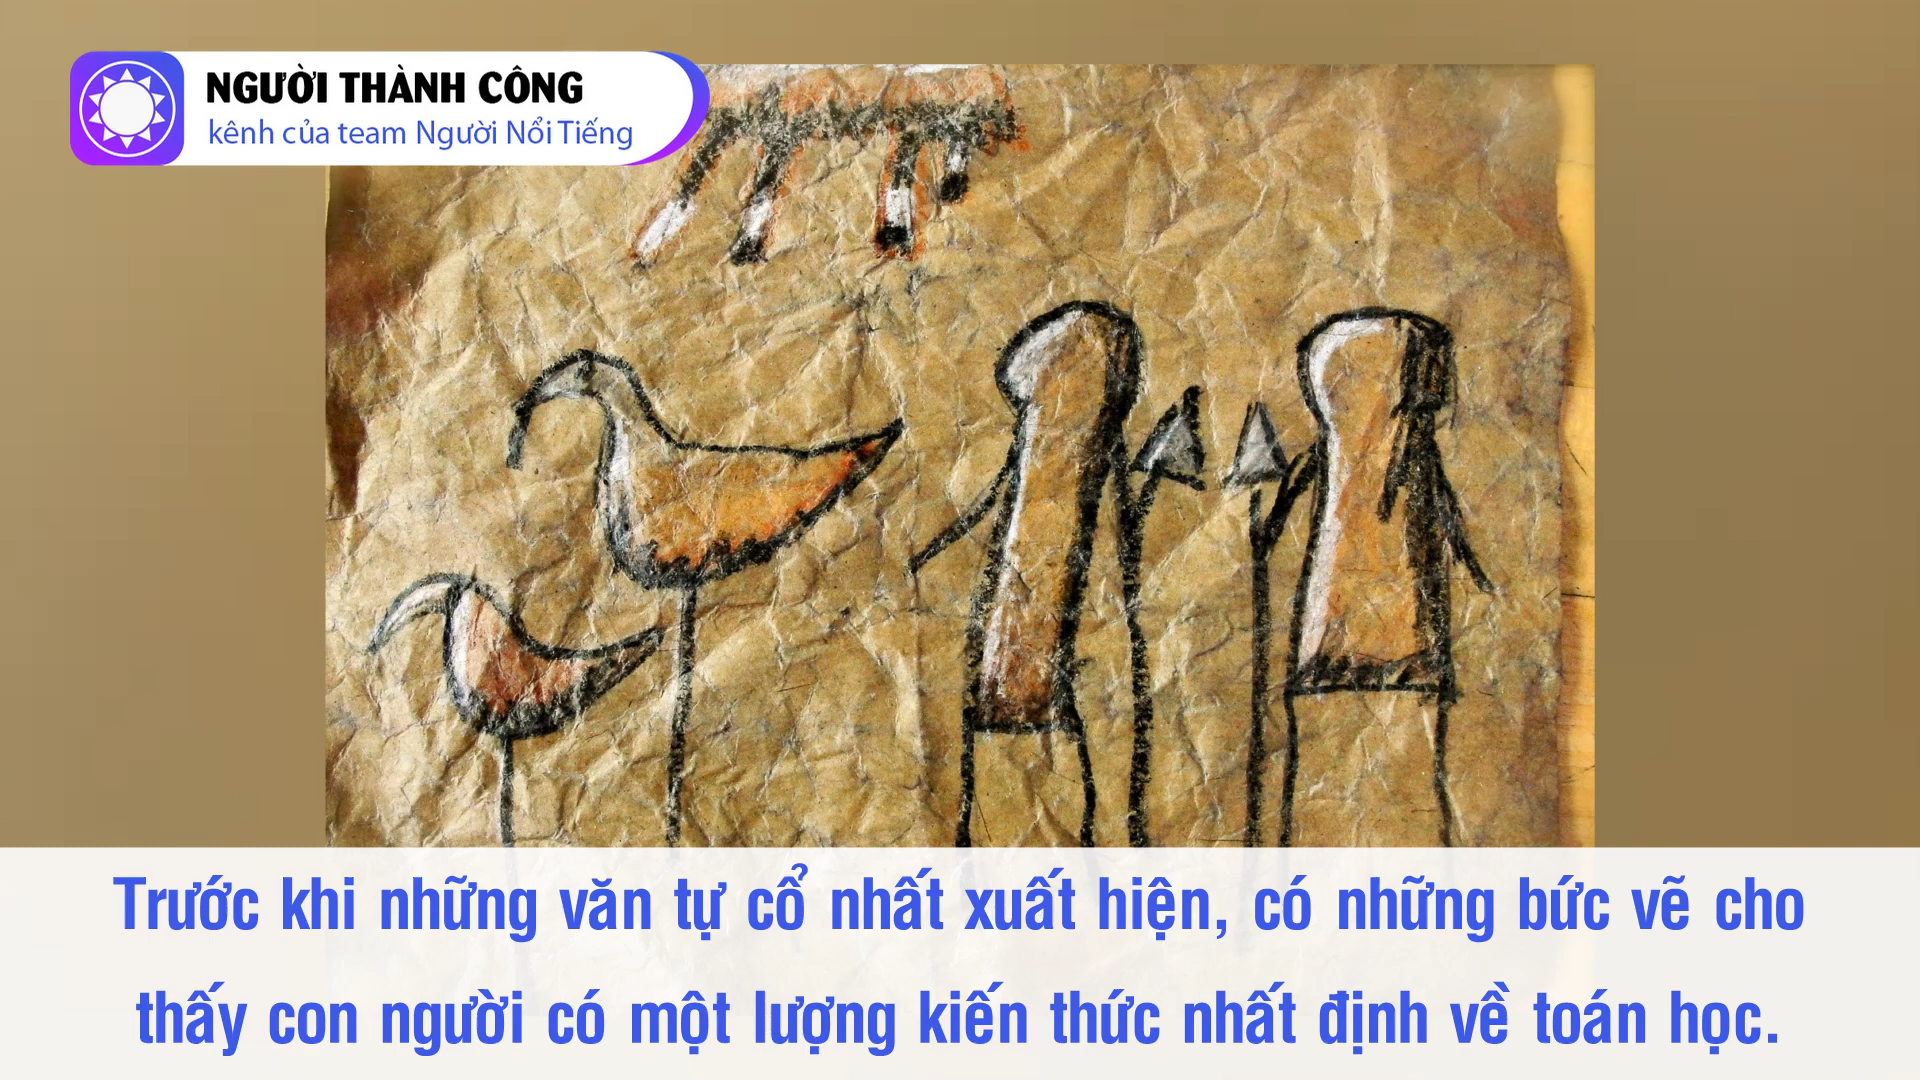 NGƯỜI THÀNH CÔNG
kênh của team Người Nổi Tiếng
Trước khi những văn tự cổ nhất xuất hiện, có những bức vẽ cho
thấy con người có một lượng kiến thức nhất định về toán học.